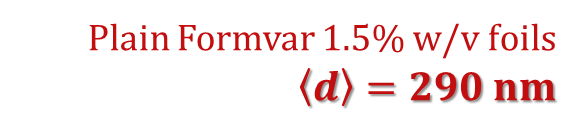 Plain Formvar 1.5% w/v foils
⟨d⟩ = 290 nm